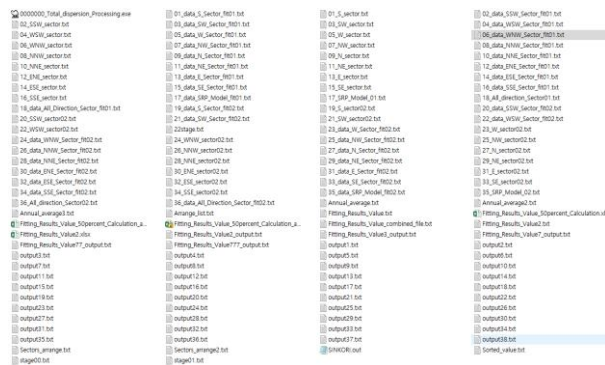 0000000_Total_dispersion_Processing.exe 01_data_S_Sector_fit01.txt 01_S_sector.txt 02_data_SSW_Sector_fit01.txt
02_SSW_sector.txt 03_data_SW_Sector_fit01.txt 03_SW_sector.txt 04_data_WSW_Sector_fit01.txt
04_WSW_sector.txt 05_data_W_Sector_fit01.txt 05_W_sector.txt 06_data_WNW_Sector_fit01.txt
06_WNW_sector.txt 07_data_NW_Sector_fit01.txt 07_NW_sector.txt 08_data_NNW_Sector_fit01.txt
08_NNW_sector.txt 09_data_N_Sector_fit01.txt 09_N_sector.txt 10_data_NNE_Sector_fit01.txt
10_NNE_sector.txt 11_data_NE_Sector_fit01.txt 11_NE_sector.txt 12_data_ENE_Sector_fit01.txt
12_ENE_sector.txt 13_data_E_Sector_fit01.txt 13_E_sector.txt 14_data_ESE_Sector_fit01.txt
14_ESE_sector.txt 15_data_SE_Sector_fit01.txt 15_SE_sector.txt 16_data_SSE_Sector_fit01.txt
16_SSE_sector.txt 17_data_SRP_Model_fit01.txt 17_SRP_Model_01.txt 18_All_direction_Sector01.txt
18_data_All_Direction_Sector_fit01.txt 19_data_S_Sector_fit02.txt 19_S_sector02.txt 20_data_SSW_Sector_fit02.txt
20_SSW_sector02.txt 21_data_SW_Sector_fit02.txt 21_SW_sector02.txt 22_data_WSW_Sector_fit02.txt
22_WSW_sector02.txt 22stage.txt 23_data_W_Sector_fit02.txt 23_W_sector02.txt
24_data_WNW_Sector_fit02.txt 24_WNW_sector02.txt 25_data_NW_Sector_fit02.txt 25_NW_sector02.txt
26_data_NNW_Sector_fit02.txt 26_NNW_sector02.txt 27_data_N_Sector_fit02.txt 27_N_sector02.txt
28_data_NNE_Sector_fit02.txt 28_NNE_sector02.txt 29_data_NE_Sector_fit02.txt 29_NE_sector02.txt
30_data_ENE_Sector_fit02.txt 30_ENE_sector02.txt 31_data_E_Sector_fit02.txt 31_E_sector02.txt
32_data_ESE_Sector_fit02.txt 32_ESE_sector02.txt 33_data_SE_Sector_fit02.txt 33_SE_sector02.txt
34_data_SSE_Sector_fit02.txt 34_SSE_sector02.txt 35_data_SRP_Model_fit02.txt 35_SRP_Model_02.txt
36_All_direction_Sector02.txt 36_data_All_Direction_Sector_fit02.txt Annual_average.txt Annual_average2.txt
Annual_average3.txt Arrange_list.txt Fitting_Results_Value.txt Fitting_Results_Value_50percent_Calculation.xl
Fitting_Results_Value_50percent_Calculation_a... Fitting_Results_Value_50percent_Calculation_a... Fitting_Results_Value_combined_file.txt Fitting_Results_Value2.txt
Fitting_Results_Value2.xlsx Fitting_Results_Value2_output.txt Fitting_Results_Value3_output.txt Fitting_Results_Value7_output.txt
Fitting_Results_Value77_output.txt Fitting_Results_Value777_output.txt output1.txt output2.txt
output3.txt output4.txt output5.txt output6.txt
output7.txt output8.txt output9.txt output10.txt
output11.txt output12.txt output13.txt output14.txt
output15.txt output16.txt output17.txt output18.txt
output19.txt output20.txt output21.txt output22.txt
output23.txt output24.txt output25.txt output26.txt
output27.txt output28.txt output29.txt output30.txt
output31.txt output32.txt output33.txt output34.txt
output35.txt output36.txt output37.txt output38.txt
Sectors_arrange.txt Sectors_arrange2.txt SINKORI.out Sorted_value.txt
stage00.txt stage01.txt